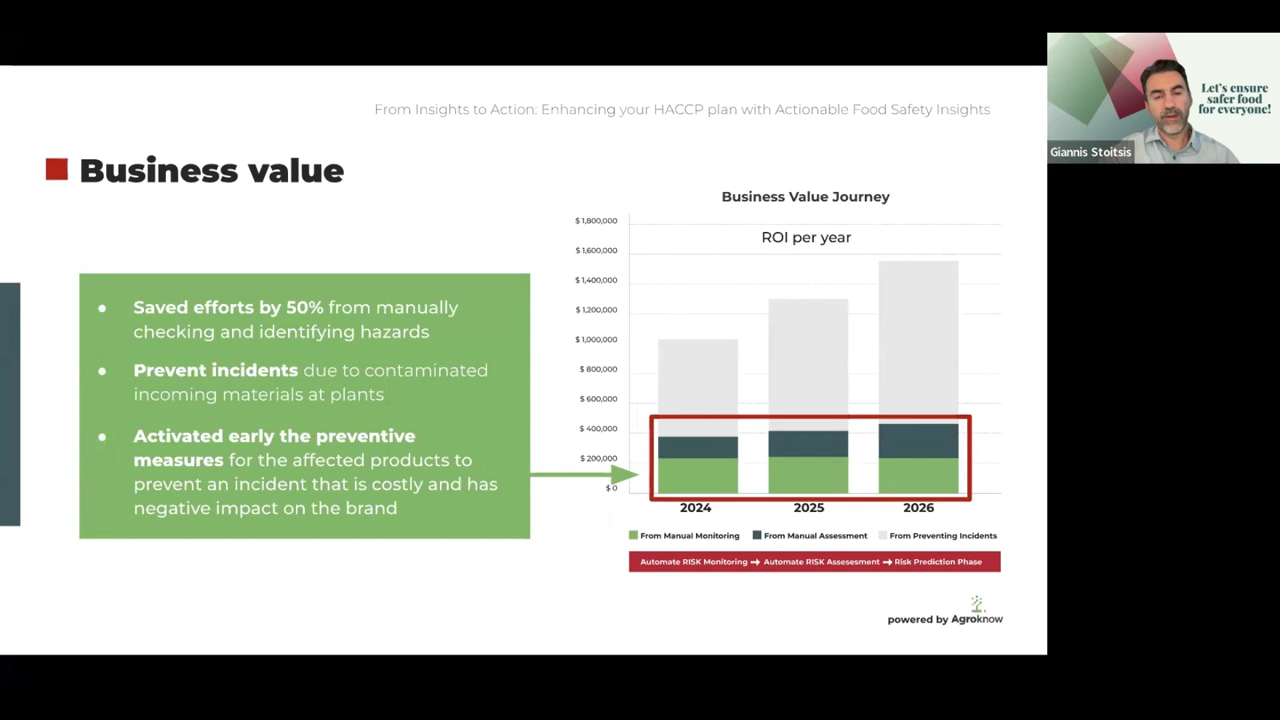 From Insights to Action: Enhancing your HACCP plan with Actionable Food Safety Insights
Let's ensure
safer food
for everyone!
Giannis Stoitsis
Business value
Saved efforts by 50% from manually
checking and identifying hazards
Prevent incidents due to contaminated
incoming materials at plants
Activated early the preventive
measures for the affected products to
prevent an incident that is costly and has
negative impact on the brand
Business Value Journey
ROI per year
$ 1,800,000
$ 1,600,000
$ 1,400,000
$ 1,200,000
$ 1,000,000
$ 800,000
$ 600,000
$ 400,000
$ 200,000
$ 0
2024 2025 2026
From Manual Monitoring From Manual Assessment From Preventing Incidents
Automate RISK Monitoring → Automate RISK Assesesment → Risk Prediction Phase
powered by Agroknow